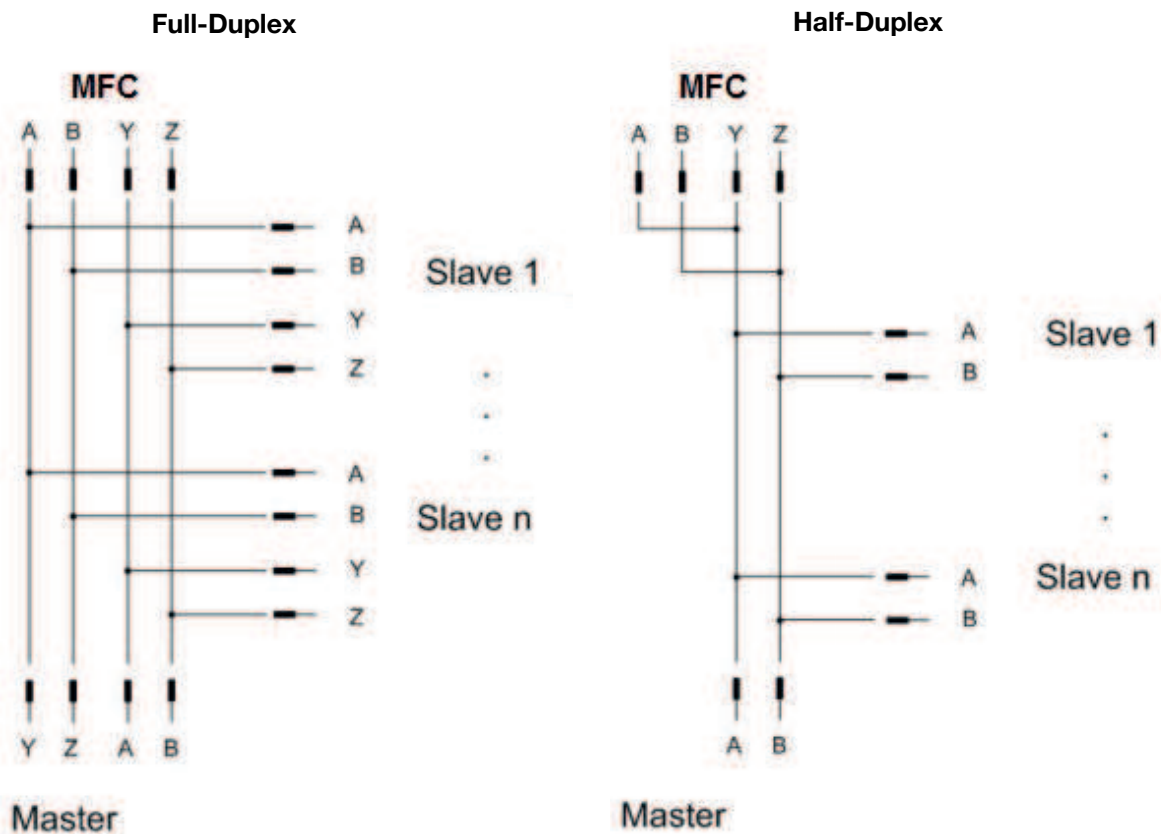 Full-Duplex
MFC
A B Y Z
A
B
Slave 1
Y
Z
A
B
Slave n
Y
Z
Y Z A B
Master
Half-Duplex
MFC
A B Y Z
A
Slave 1
B
A
Slave n
B
A B
Master